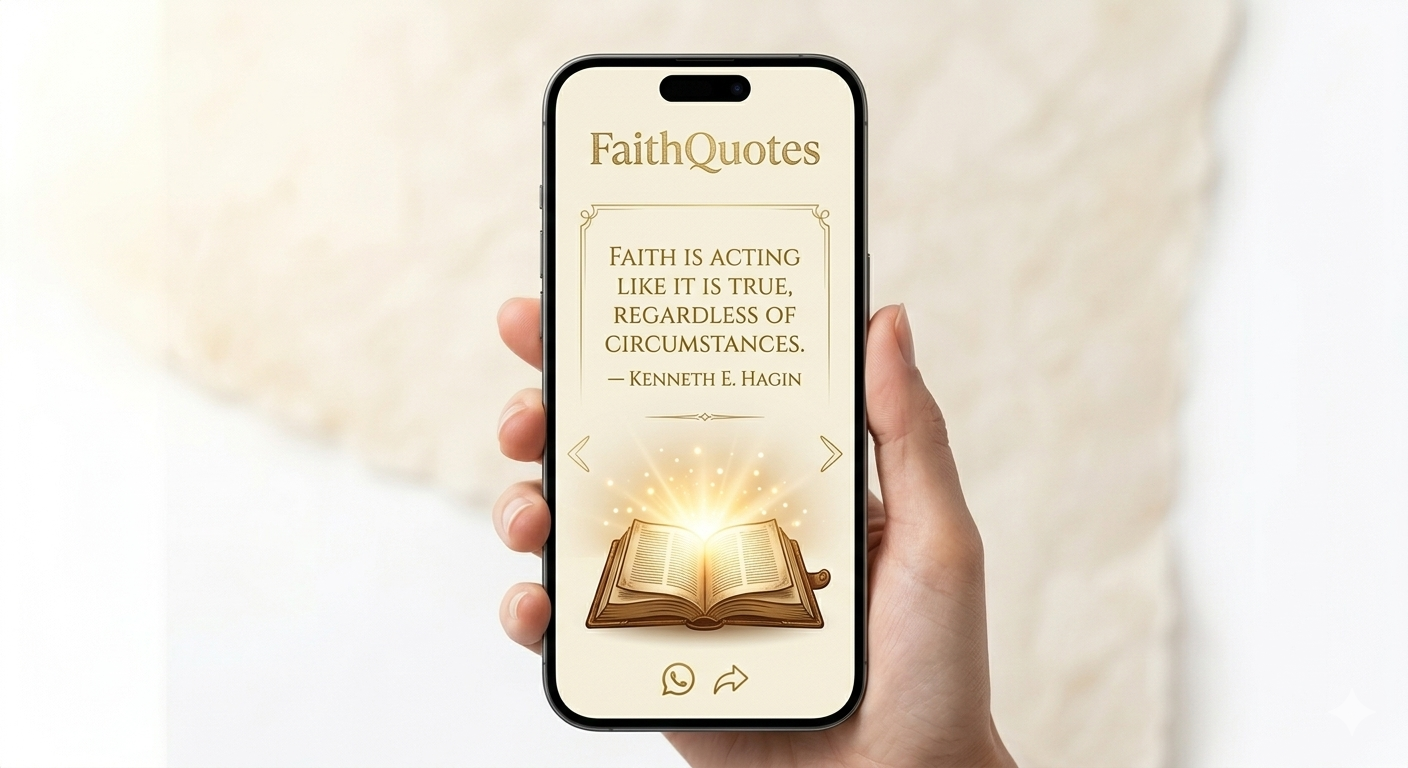 FaithQuotes
FAITH IS ACTING
LIKE IT IS TRUE,
REGARDLESS OF
CIRCUMSTANCES.
— KENNETH E. HAGIN